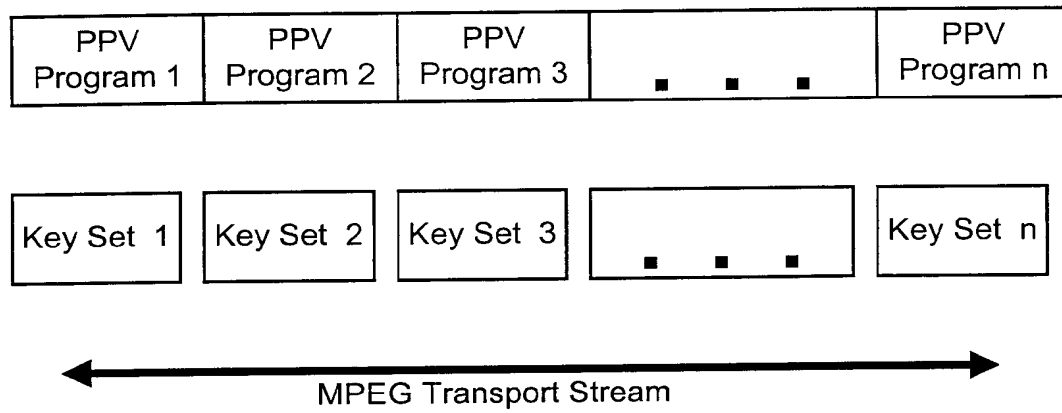 PPV
Program 1
PPV
Program 2
PPV
Program 3
. . .
PPV
Program n
Key Set 1
Key Set 2
Key Set 3
. . .
Key Set n
MPEG Transport Stream